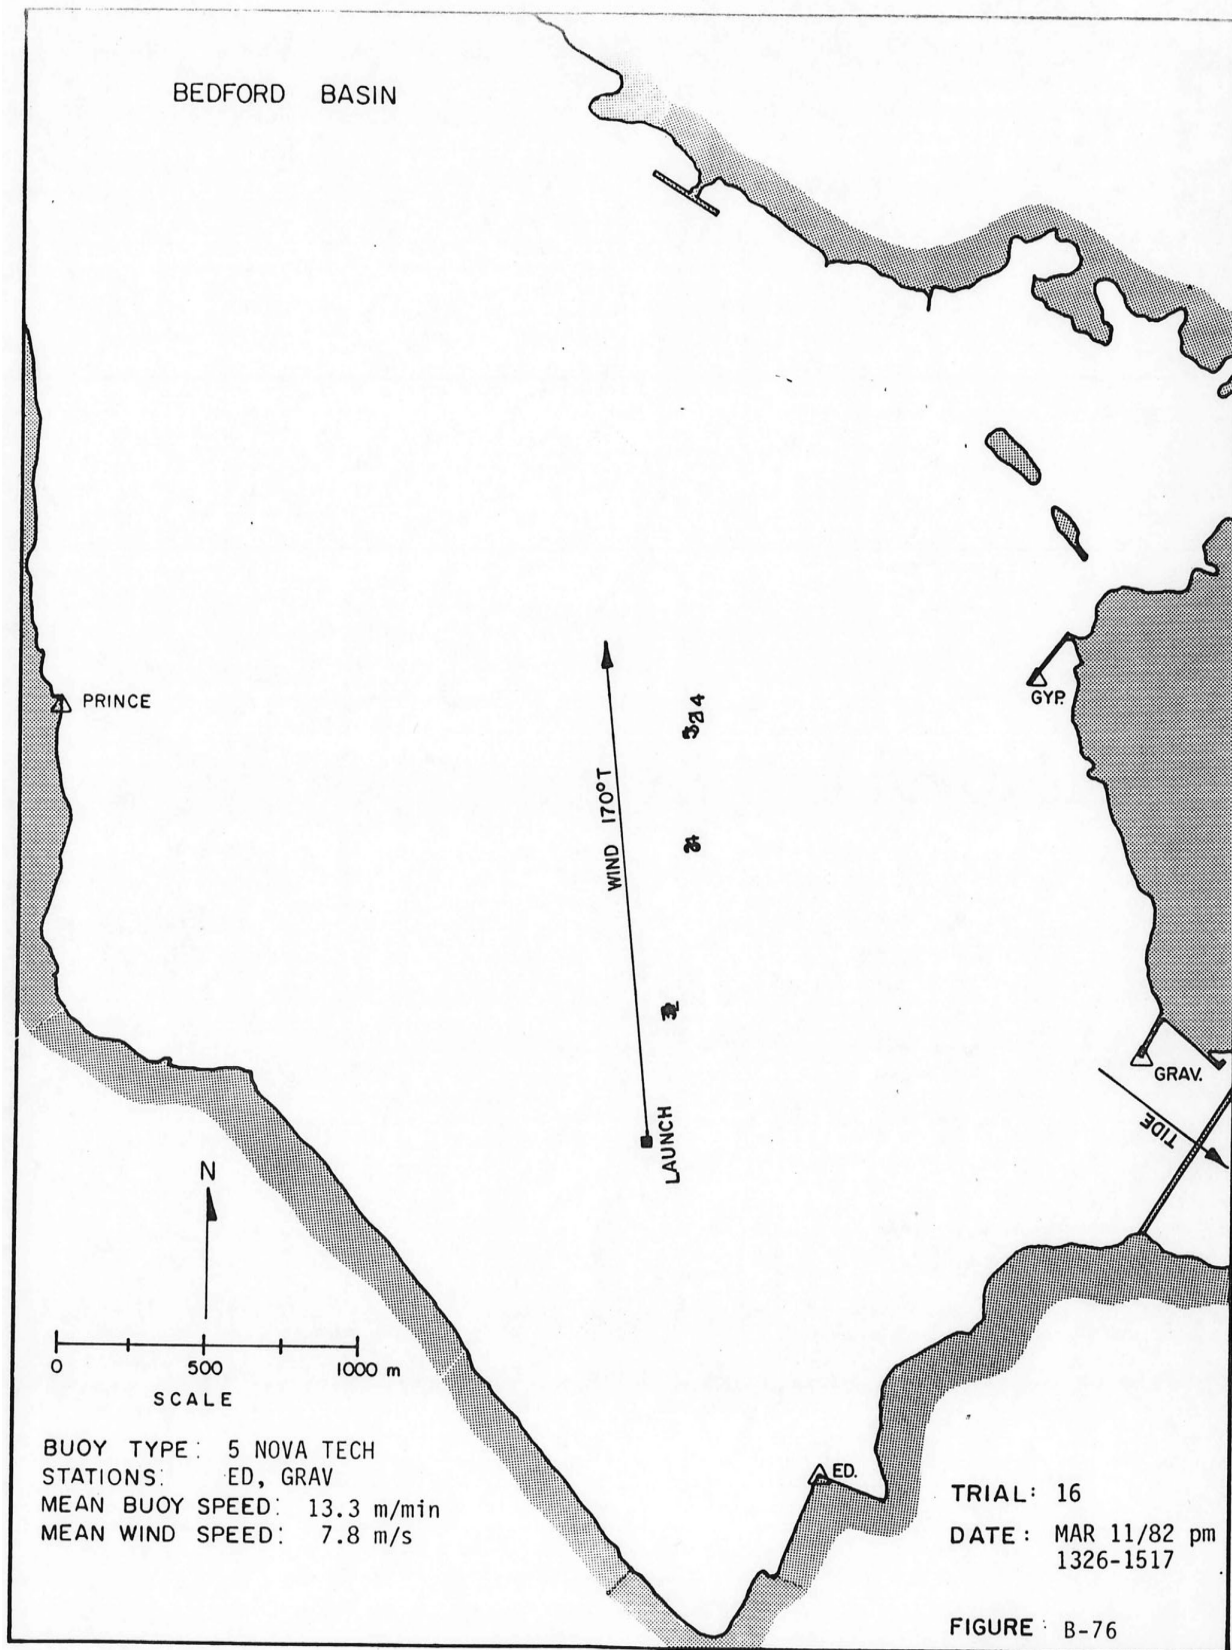 BEDFORD BASIN
PRINCE
GYP.
WIND 170°T
4
LAUNCH
GRAV.
TIDE
N
0 500 1000 m
SCALE
BUOY TYPE: 5 NOVA TECH
STATIONS: ED, GRAV
MEAN BUOY SPEED: 13.3 m/min
MEAN WIND SPEED: 7.8 m/s
ED.
TRIAL: 16
DATE: MAR 11/82 pm
1326-1517
FIGURE: B-76